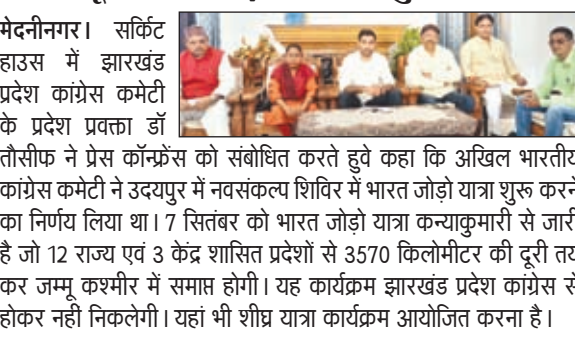 मेदनीनगर। सर्किट
हाउस में झारखंड
प्रदेश कांग्रेस कमेटी
के प्रदेश प्रवक्ता डॉ
तौसीफ ने प्रेस कॉन्फ्रेंस को संबोधित करते हुवे कहा कि अखिल भारतीय
कांग्रेस कमेटी ने उदयपुर में नवसंकल्प शिविर में भारत जोड़ो यात्रा शुरू करने
का निर्णय लिया था। 7 सितंबर को भारत जोड़ो यात्रा कन्याकुमारी से जारी
है जो 12 राज्य एवं 3 केंद्र शासित प्रदेशों से 3570 किलोमीटर की दूरी तय
कर जम्मू कश्मीर में समाप्त होगी। यह कार्यक्रम झारखंड प्रदेश कांग्रेस से
होकर नहीं निकलेगी। यहां भी शीघ्र यात्रा कार्यक्रम आयोजित करना है।